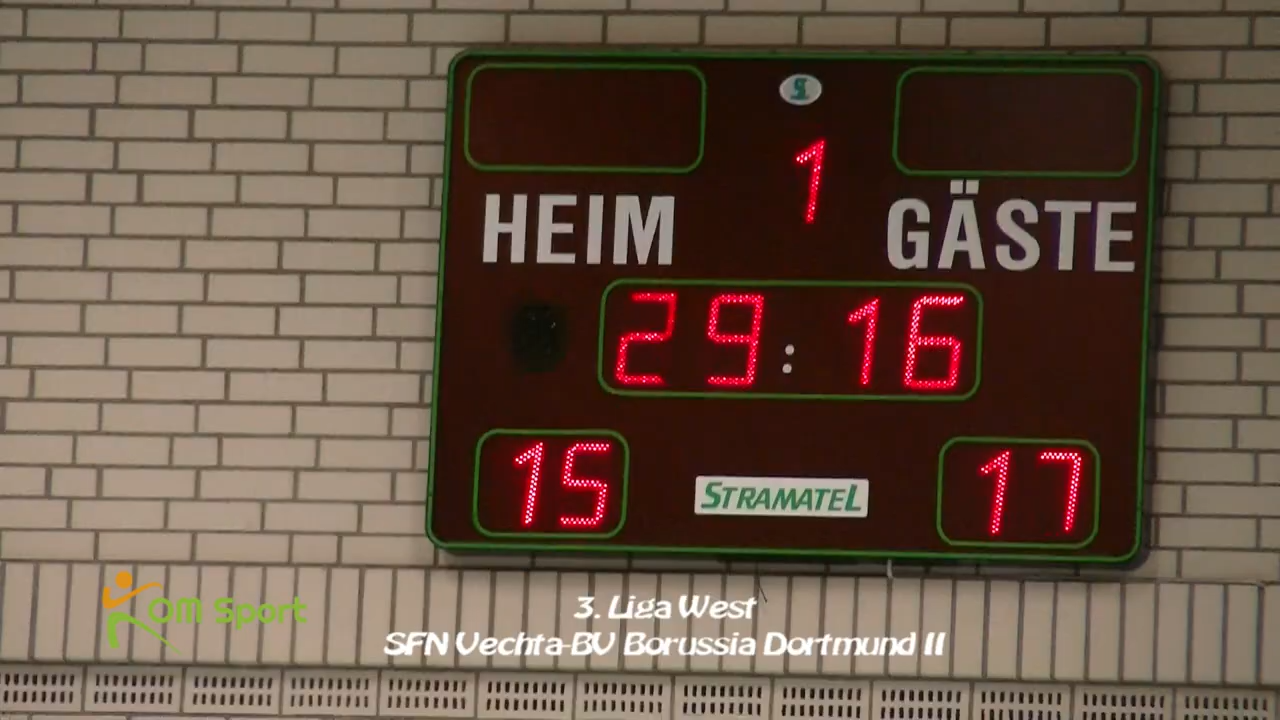 1
HEIM GÄSTE
29:16
15 STRAMATEL 17
OM Sport
3. Liga West
SFN Vechta-BV Borussia Dortmund II